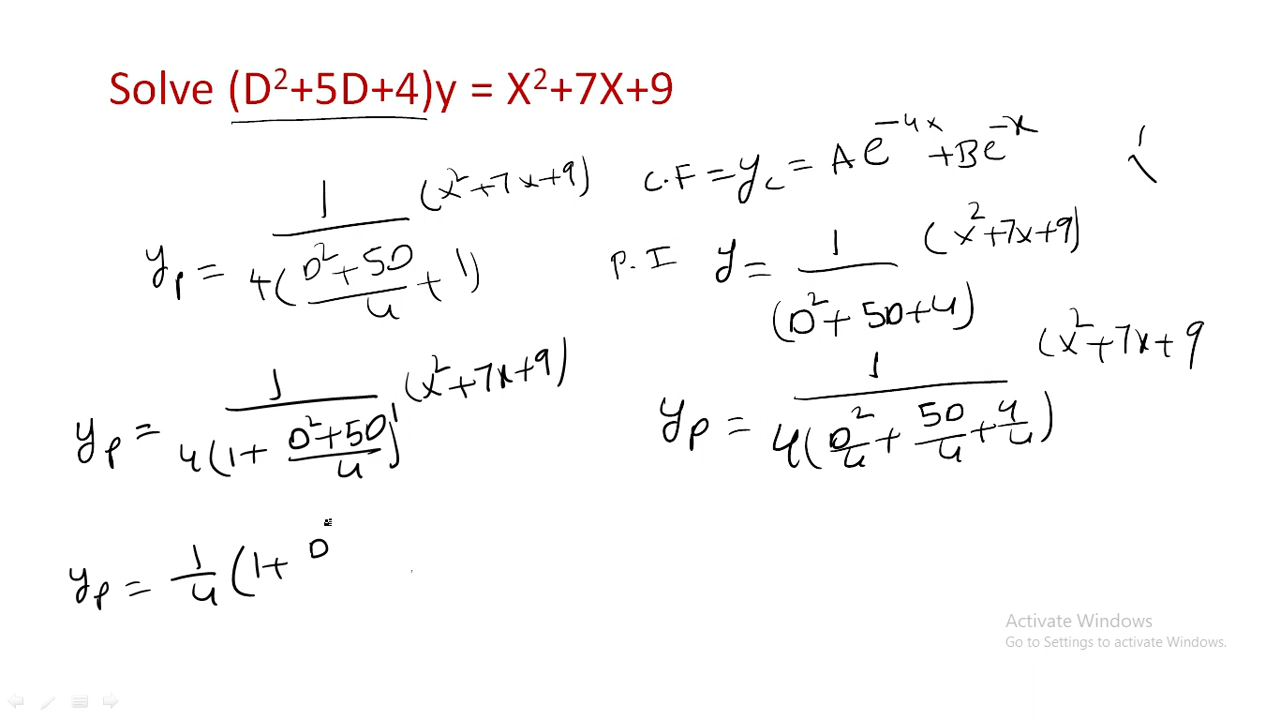 Solve (D²+5D+4)y = X²+7X+9
C.F = y_c = Ae^{-4x} + Be^{-x} (
P.I y = 1/(D²+5D+4) (x²+7x+9)
y_p = 1/(4(D²/4 + 5D/4 + 4/4)) (x²+7x+9
y_p = 1/(4((D²+5D)/4 + 1)) (x²+7x+9)
y_p = 1/(4(1 + (D²+5D)/4)^1) (x²+7x+9)
y_p = 1/4 (1+ D
Activate Windows
Go to Settings to activate Windows.